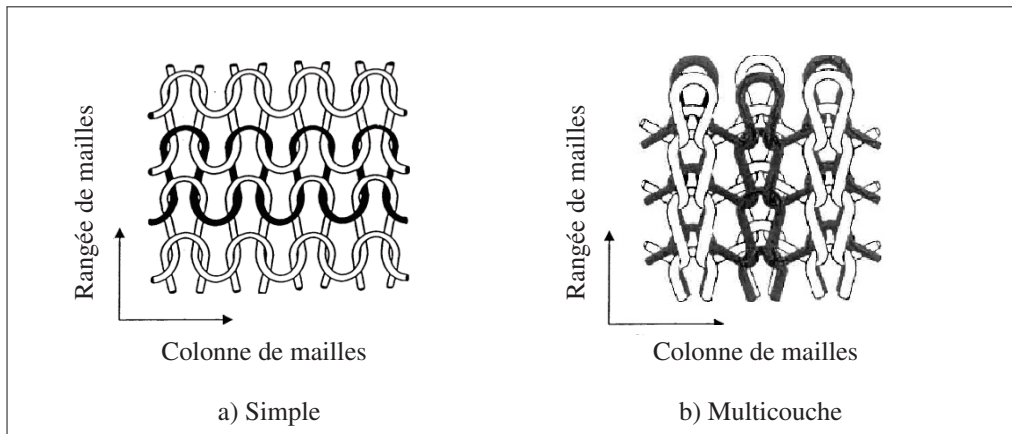 Rangée de mailles
Colonne de mailles
a) Simple
Rangée de mailles
Colonne de mailles
b) Multicouche